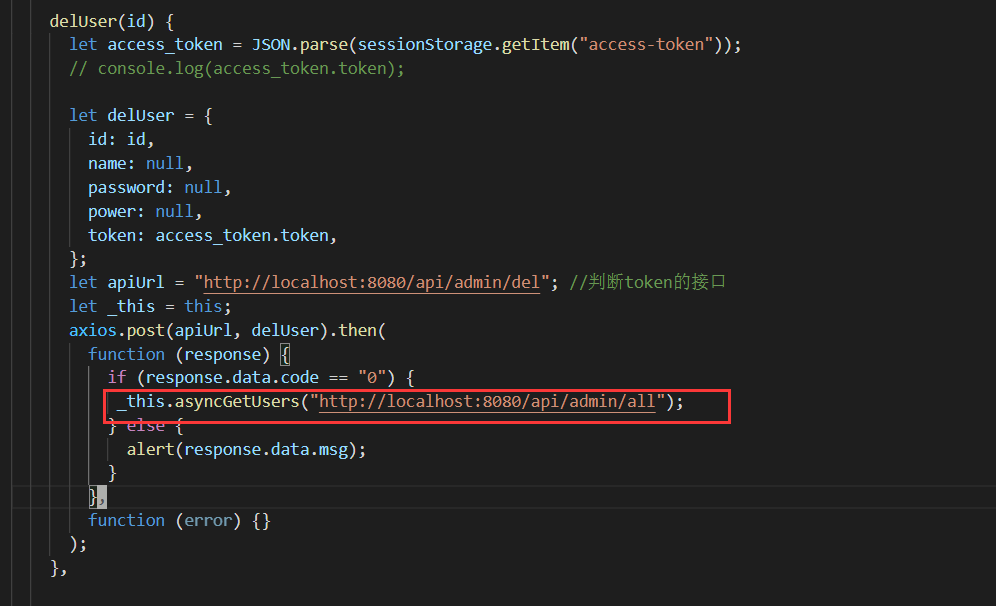 delUser(id) {
let access_token = JSON.parse(sessionStorage.getItem("access-token"));
// console.log(access_token.token);
let delUser = {
id: id,
name: null,
password: null,
power: null,
token: access_token.token,
};
let apiUrl = "http://localhost:8080/api/admin/del"; //判断token的接口
let _this = this;
axios.post(apiUrl, delUser).then(
function (response) {
if (response.data.code == "0") {
_this.asyncGetUsers("http://localhost:8080/api/admin/all");
} else {
alert(response.data.msg);
}
},
function (error) {}
);
},